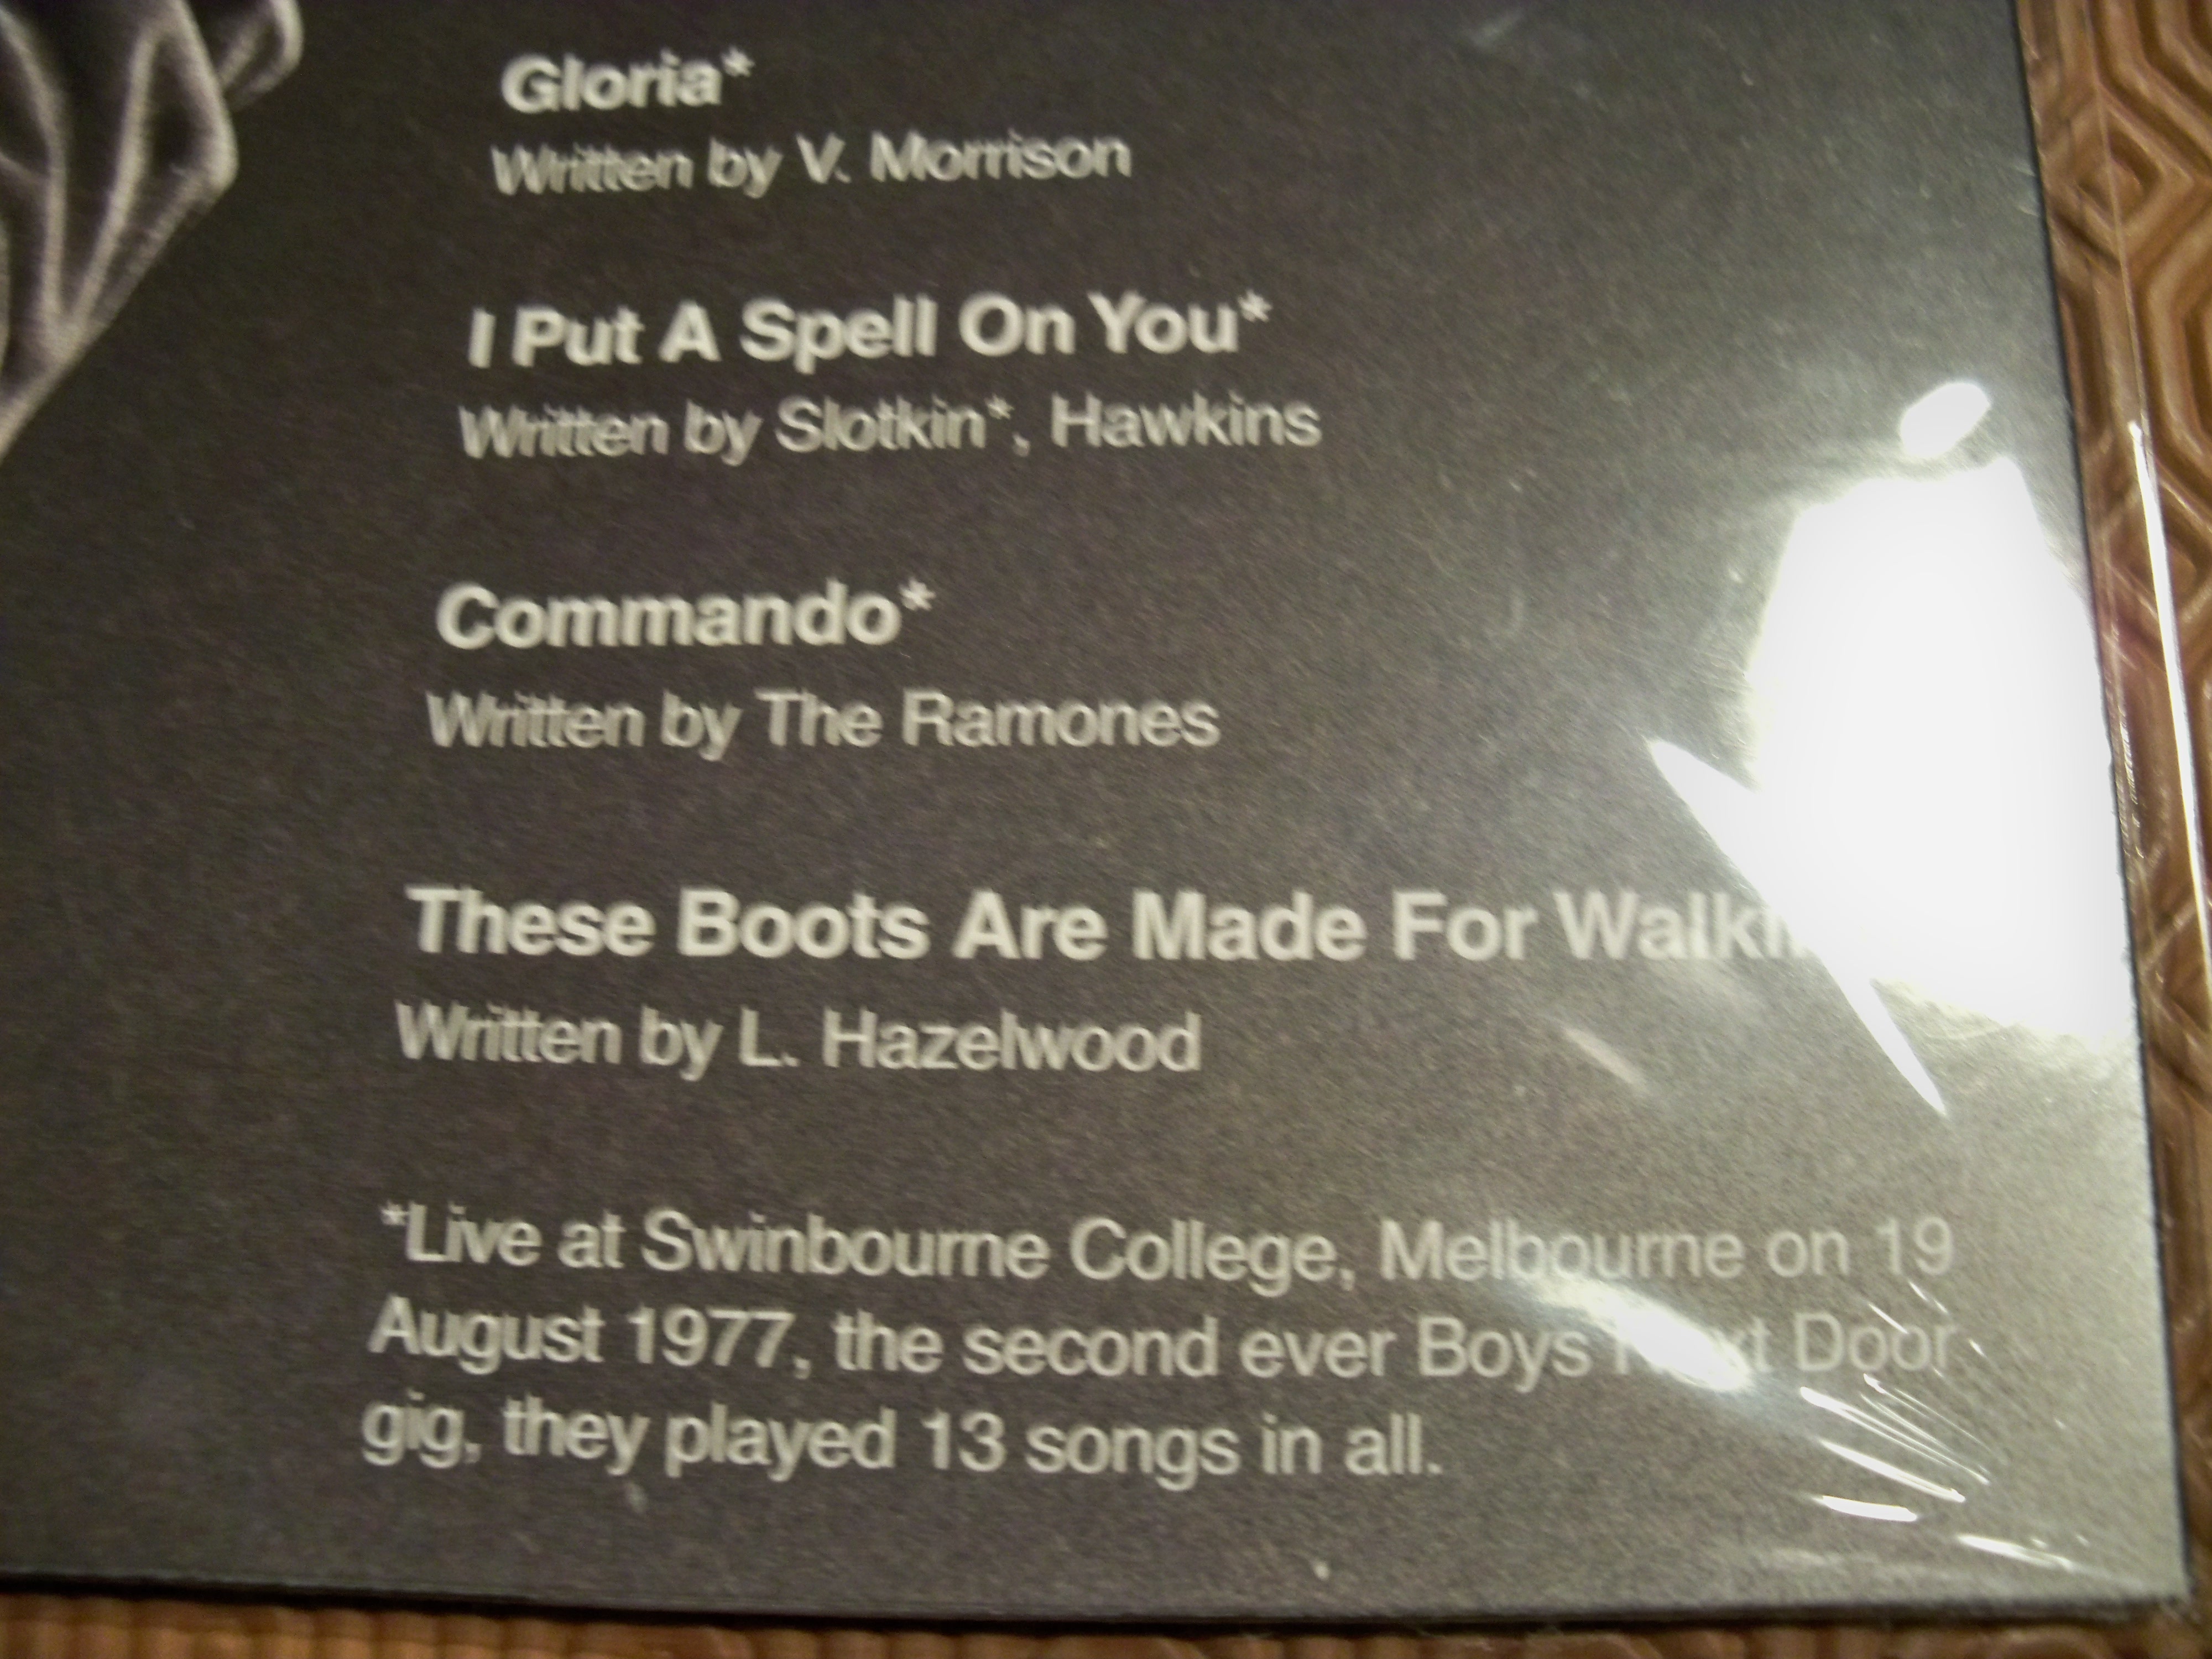 Gloria*
Written by V. Morrison
I Put A Spell On You*
Written by Slotkin*, Hawkins
Commando*
Written by The Ramones
These Boots Are Made For
Written by L. Hazelwood
*Live at Swinbourne College, Melbourne on 19
August 1977, the second ever Boys Next Door
gig, they played 13 songs in all.